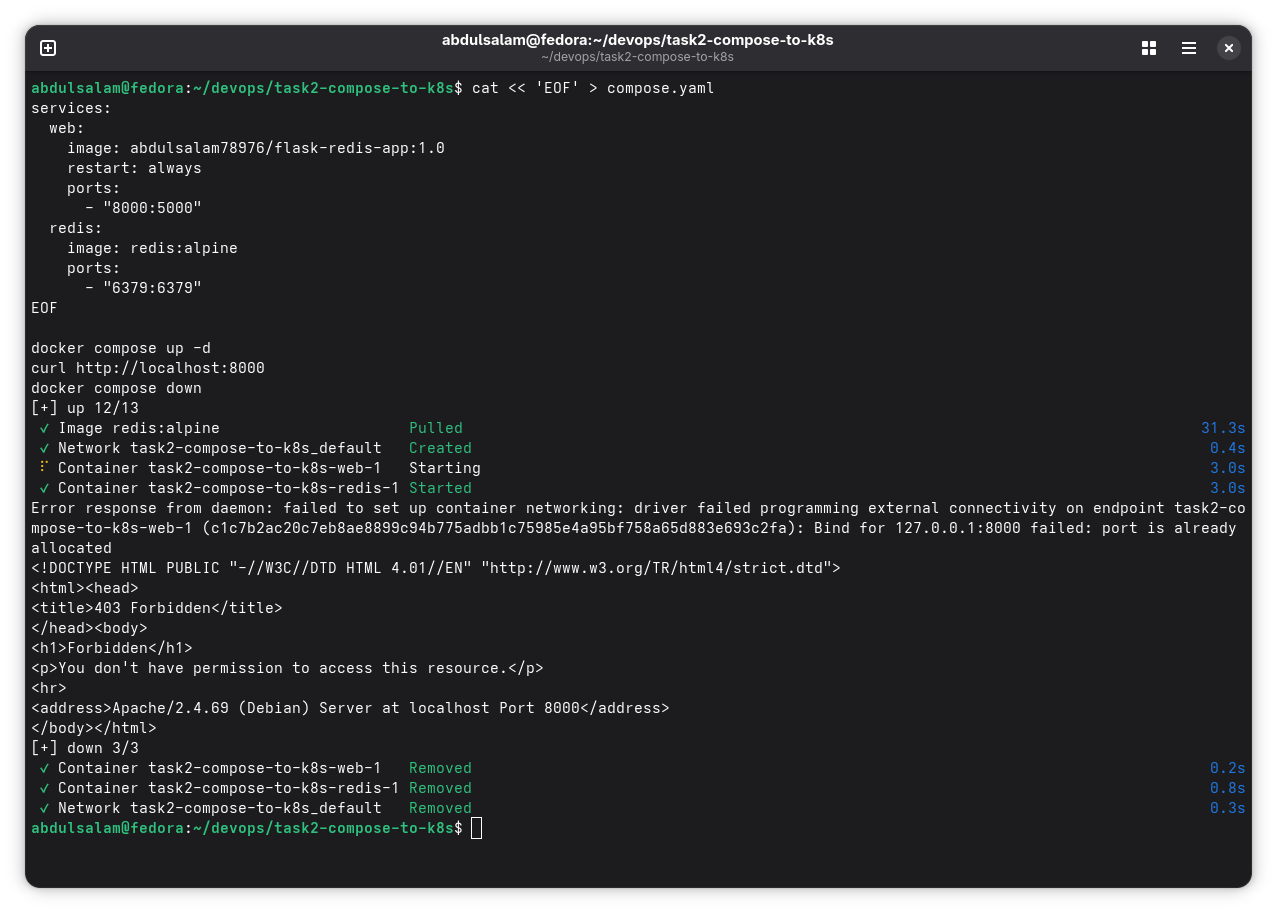 abdulsalam@fedora:~/devops/task2-compose-to-k8s
~/devops/task2-compose-to-k8s
abdulsalam@fedora:~/devops/task2-compose-to-k8s$ cat << 'EOF' > compose.yaml
services:
  web:
    image: abdulsalam78976/flask-redis-app:1.0
    restart: always
    ports:
      - "8000:5000"
  redis:
    image: redis:alpine
    ports:
      - "6379:6379"
EOF

docker compose up -d
curl http://localhost:8000
docker compose down
[+] up 12/13
 ✓ Image redis:alpine                     Pulled 31.3s
 ✓ Network task2-compose-to-k8s_default   Created 0.4s
 ⠏ Container task2-compose-to-k8s-web-1   Starting 3.0s
 ✓ Container task2-compose-to-k8s-redis-1 Started 3.0s
Error response from daemon: failed to set up container networking: driver failed programming external connectivity on endpoint task2-co
mpose-to-k8s-web-1 (c1c7b2ac20c7eb8ae8899c94b775adbb1c75985e4a95bf758a65d883e693c2fa): Bind for 127.0.0.1:8000 failed: port is already
allocated
<!DOCTYPE HTML PUBLIC "-//W3C//DTD HTML 4.01//EN" "http://www.w3.org/TR/html4/strict.dtd">
<html><head>
<title>403 Forbidden</title>
</head><body>
<h1>Forbidden</h1>
<p>You don't have permission to access this resource.</p>
<hr>
<address>Apache/2.4.69 (Debian) Server at localhost Port 8000</address>
</body></html>
[+] down 3/3
 ✓ Container task2-compose-to-k8s-web-1   Removed 0.2s
 ✓ Container task2-compose-to-k8s-redis-1 Removed 0.8s
 ✓ Network task2-compose-to-k8s_default   Removed 0.3s
abdulsalam@fedora:~/devops/task2-compose-to-k8s$